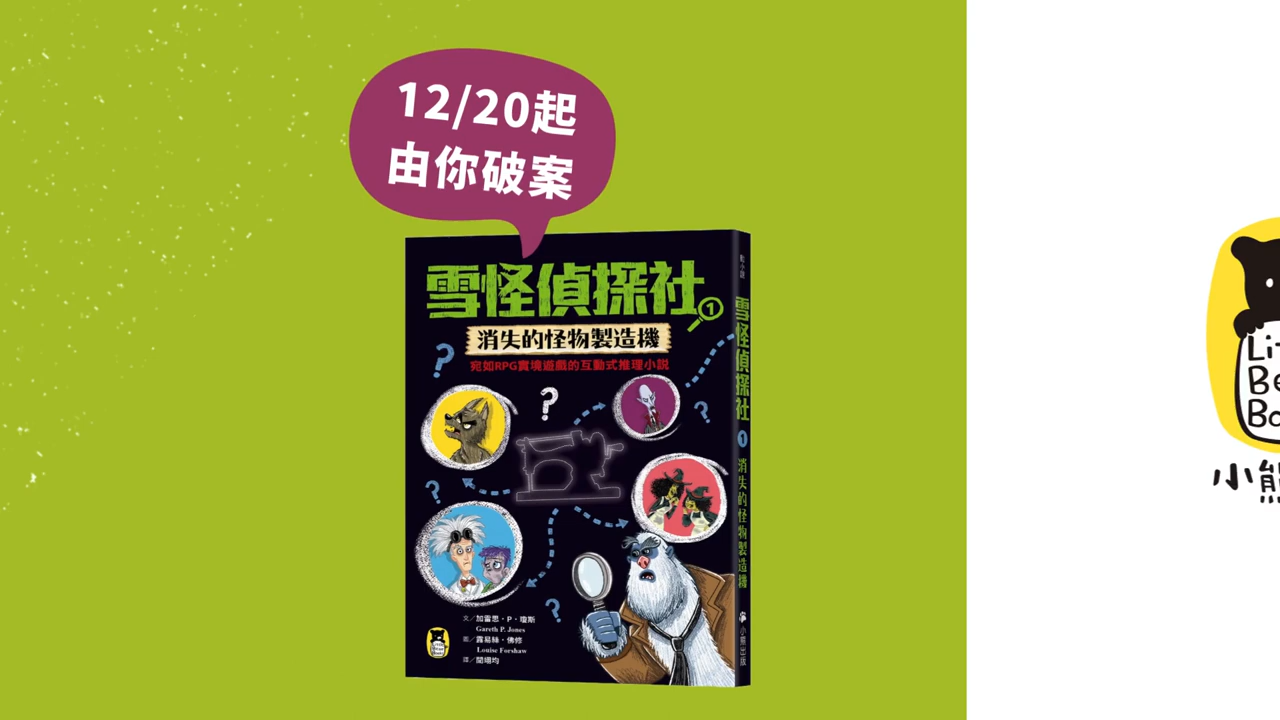 12/20起
由你破案
雪怪偵探社
1
消失的怪物製造機
宛如RPG實境遊戲的互動式推理小說
文／加雷思・P・瓊斯
Gareth P. Jones
圖／露易絲・佛修
Louise Forshaw
譯／聞翊均
雪怪偵探社 1 消失的怪物製造機
小熊出版
小熊